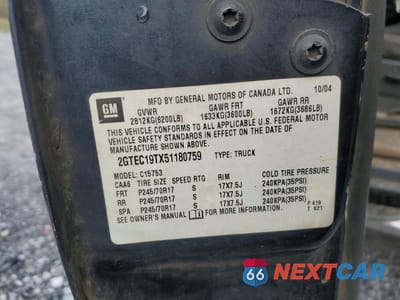 GM
MFD BY GENERAL MOTORS OF CANADA LTD. 10/04
GVWR GAWR FRT GAWR RR
2812KG(6200LB) 1633KG(3600LB) 1672KG(3686LB)
THIS VEHICLE CONFORMS TO ALL APPLICABLE U.S. FEDERAL MOTOR
VEHICLE SAFETY STANDARDS IN EFFECT ON THE DATE OF
MANUFACTURE SHOWN ABOVE.
2GTEC19TX51180759 TYPE: TRUCK
MODEL: C15753
CAA6 TIRE SIZE SPEED RTG RIM COLD TIRE PRESSURE
FRT P245/70R17 S 17X7.5J 240KPA(35PSI)
RR P245/70R17 S 17X7.5J 240KPA(35PSI)
SPA P245/70R17 S 17X7.5J 240KPA(35PSI)
SEE OWNER'S MANUAL FOR MORE INFORMATION.
F 419
T 621
66 NEXTCAR